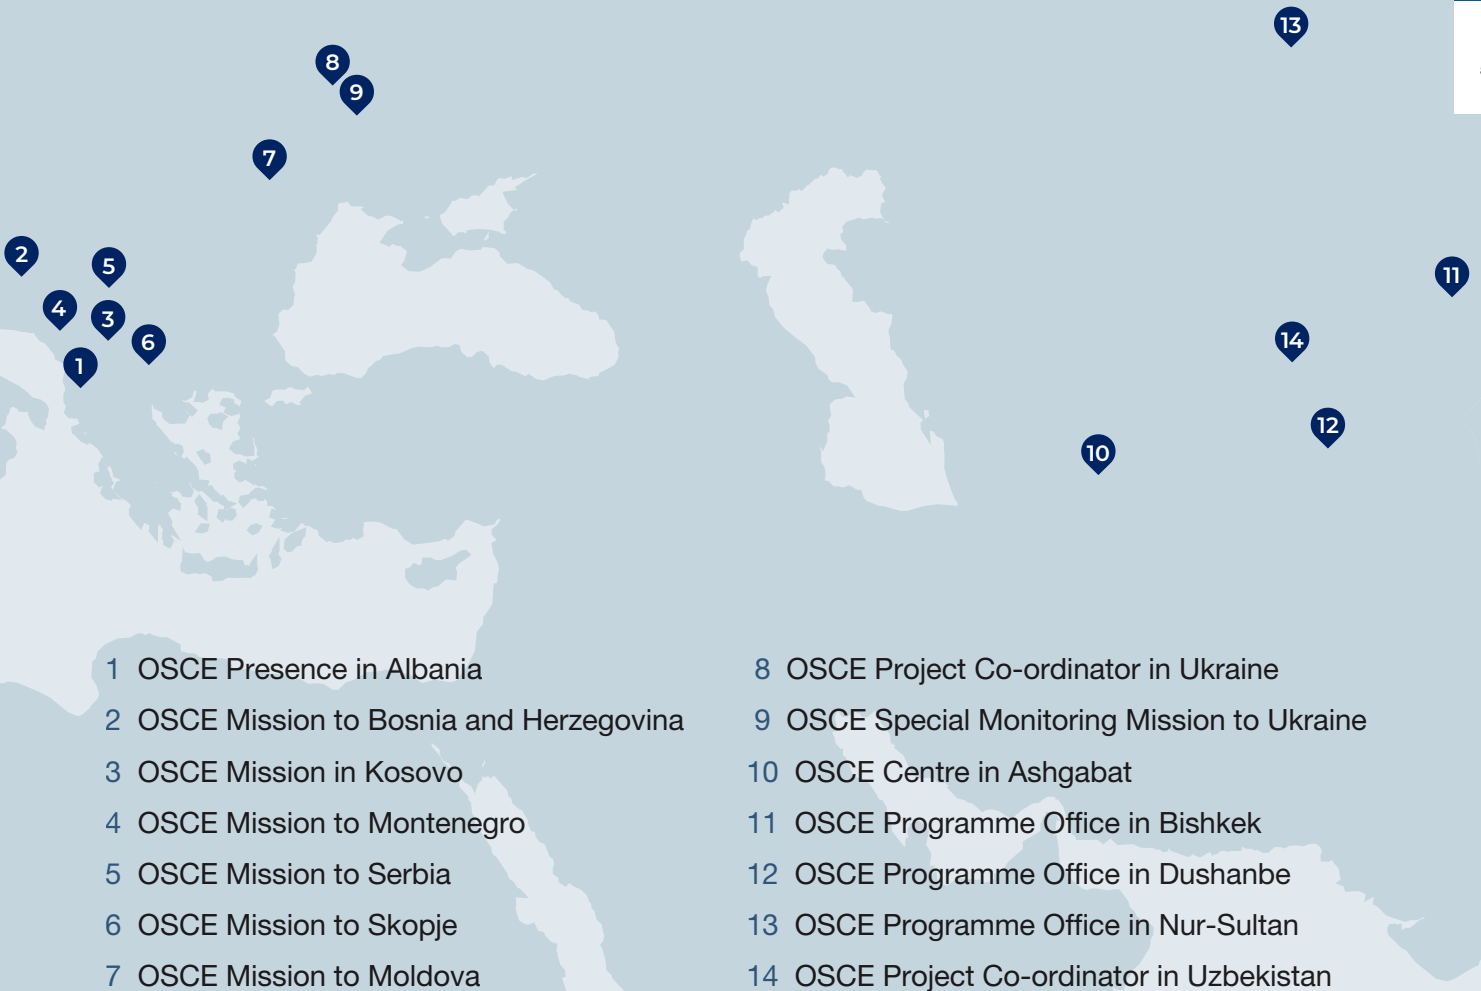 13
8
9
7
2
5
11
4
3
14
6
1
12
10
1 OSCE Presence in Albania
2 OSCE Mission to Bosnia and Herzegovina
3 OSCE Mission in Kosovo
4 OSCE Mission to Montenegro
5 OSCE Mission to Serbia
6 OSCE Mission to Skopje
7 OSCE Mission to Moldova
8 OSCE Project Co-ordinator in Ukraine
9 OSCE Special Monitoring Mission to Ukraine
10 OSCE Centre in Ashgabat
11 OSCE Programme Office in Bishkek
12 OSCE Programme Office in Dushanbe
13 OSCE Programme Office in Nur-Sultan
14 OSCE Project Co-ordinator in Uzbekistan